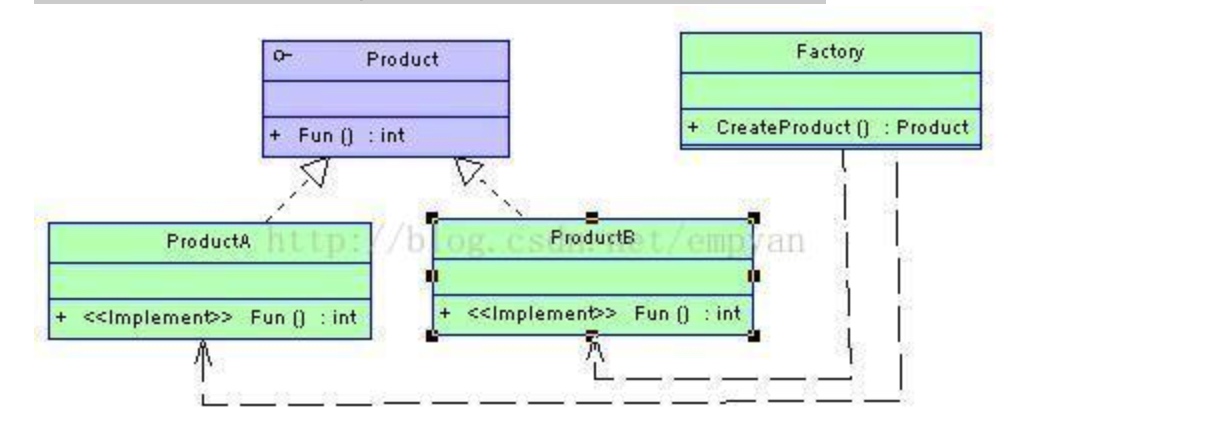 Product
+ Fun () : int
Factory
+ CreateProduct () : Product
ProductA
+ <<Implement>> Fun () : int
ProductB
+ <<Implement>> Fun () : int
http://blog.csdn.net/empyan